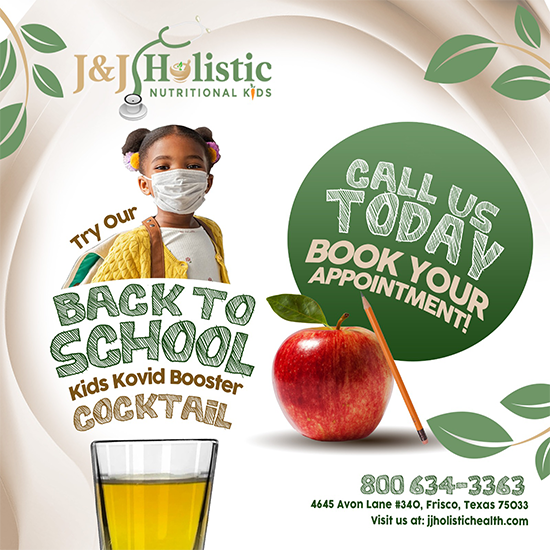 J&J Holistic
NUTRITIONAL KIDS
Try Our
BACK TO
SCHOOL
Kids Kovid Booster
COCKTAIL
CALL US
TODAY
BOOK YOUR
APPOINTMENT!
800 634-3363
4645 Avon Lane #340, Frisco, Texas 75033
Visit us at: jjholistichealth.com